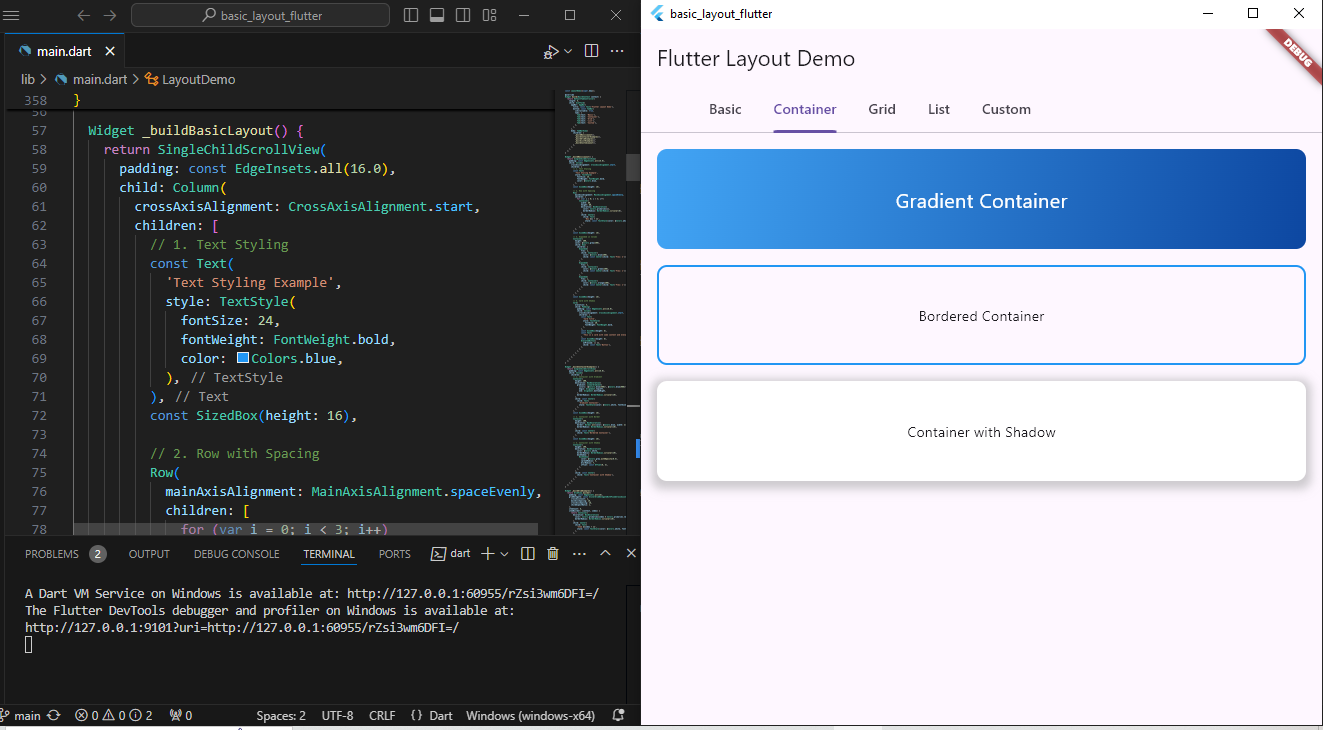 basic_layout_flutter
main.dart
lib > main.dart > LayoutDemo
358 }
56
57 Widget _buildBasicLayout() {
58 return SingleChildScrollView(
59 padding: const EdgeInsets.all(16.0),
60 child: Column(
61 crossAxisAlignment: CrossAxisAlignment.start,
62 children: [
63 // 1. Text Styling
64 const Text(
65 'Text Styling Example',
66 style: TextStyle(
67 fontSize: 24,
68 fontWeight: FontWeight.bold,
69 color: Colors.blue,
70 ), // TextStyle
71 ), // Text
72 const SizedBox(height: 16),
73
74 // 2. Row with Spacing
75 Row(
76 mainAxisAlignment: MainAxisAlignment.spaceEvenly,
77 children: [
78 for (var i = 0; i < 3; i++)
PROBLEMS 2 OUTPUT DEBUG CONSOLE TERMINAL PORTS dart
A Dart VM Service on Windows is available at: http://127.0.0.1:60955/rZsi3wm6DFI=/
The Flutter DevTools debugger and profiler on Windows is available at:
http://127.0.0.1:9101?uri=http://127.0.0.1:60955/rZsi3wm6DFI=/
main 0 0 2 0 Spaces: 2 UTF-8 CRLF {} Dart Windows (windows-x64)
basic_layout_flutter
DEBUG
Flutter Layout Demo
Basic Container Grid List Custom
Gradient Container
Bordered Container
Container with Shadow